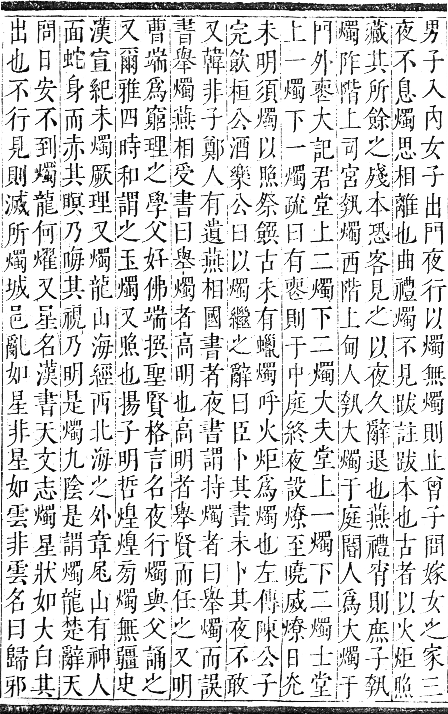 男子入內女子出門夜行以燭無燭則止曾子問嫁女之家三
夜不息燭思相離也曲禮燭不見跋註跋本也古者以火炬照
藏其所餘之殘本恐客見之以夜久辭退也燕禮宵則庶子執
燭阼階上司宮執燭西階上甸人執大燭于庭閽人爲大燭于
門外喪大記君堂上二燭下二燭大夫堂上一燭下二燭士堂
上一燭下一燭疏曰有喪則于中庭終夜設燎至曉滅燎日光
未明須燭以照祭饌古未有蠟燭呼火炬爲燭也左傳陳公子
完飲桓公酒樂公曰以燭繼之辭曰臣卜其晝未卜其夜不敢
又韓非子鄭人有遺燕相國書者夜書謂持燭者曰舉燭而誤
書舉燭燕相受書曰舉燭者高明也高明者舉賢而任之又明
曹端爲窮理之學父好佛端撰聖賢格言名夜行燭與父誦之
又爾雅四時和謂之玉燭又照也揚子明哲煌煌旁燭無疆史
漢宣紀未燭厥理又燭龍山海經西北海之外章尾山有神人
面蛇身而赤其瞑乃晦其視乃明是燭九陰是謂燭龍楚辭天
問日安不到燭龍何耀又星名漢書天文志燭星狀如大白其
出也不行見則滅所燭城邑亂如星非星如雲非雲名曰歸邪